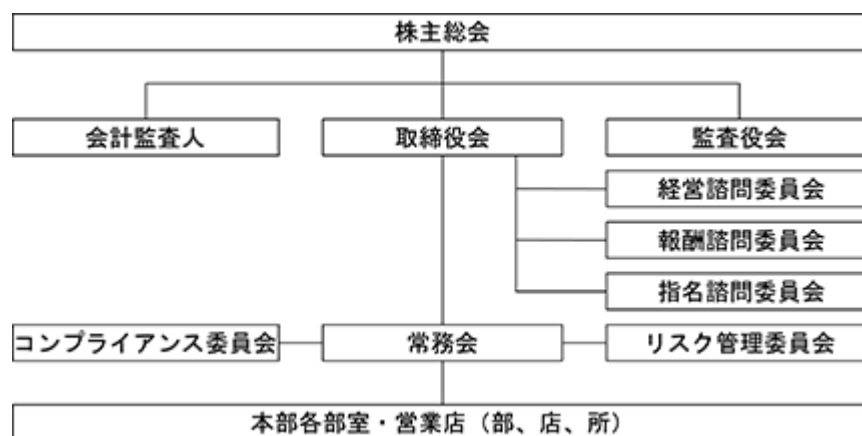 株主総会
会計監査人
取締役会
監査役会
経営諮問委員会
報酬諮問委員会
指名諮問委員会
コンプライアンス委員会
常務会
リスク管理委員会
本部各部室・営業店（部、店、所）